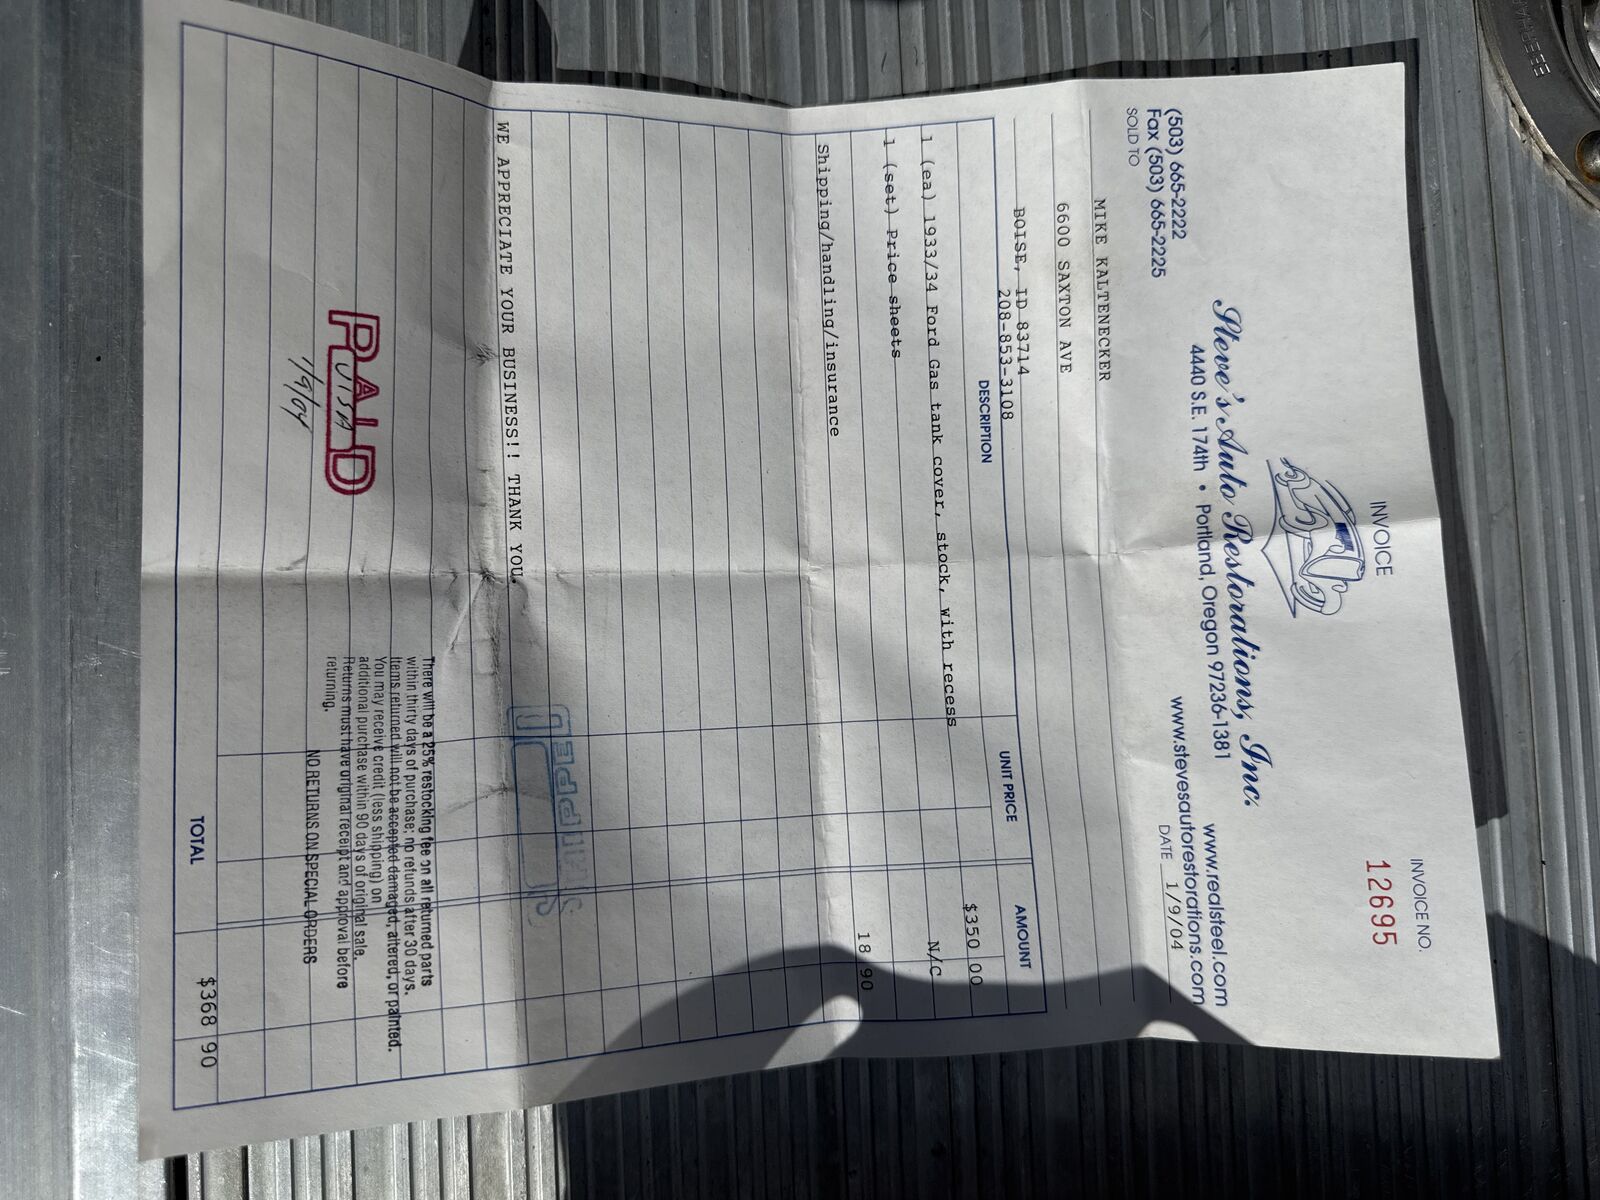 INVOICE
INVOICE NO.
12695
Steve's Auto Restorations, Inc.
4440 S.E. 174th • Portland, Oregon 97236-1381
(503) 665-2222
Fax (503) 665-2225
www.realsteel.com
www.stevesautorestorations.com
SOLD TO
DATE 1/9/04
MIKE KALTENECKER
6600 SAXTON AVE
BOISE, ID 83714
208-853-3108
DESCRIPTION UNIT PRICE AMOUNT
1 (ea) 1933/34 Ford Gas tank cover, stock, with recess $350 00
1 (set) Price sheets N/C
Shipping/handling/insurance 18 90
SHIPPED
WE APPRECIATE YOUR BUSINESS!! THANK YOU.
There will be a 25% restocking fee on all returned parts
within thirty days of purchase; no refunds after 30 days.
Items returned will not be accepted damaged, altered, or painted.
You may receive credit (less shipping) on
additional purchase within 90 days of original sale.
Returns must have original receipt and approval before
returning.
NO RETURNS ON SPECIAL ORDERS
PAID
VISA
1/9/04
TOTAL $368 90